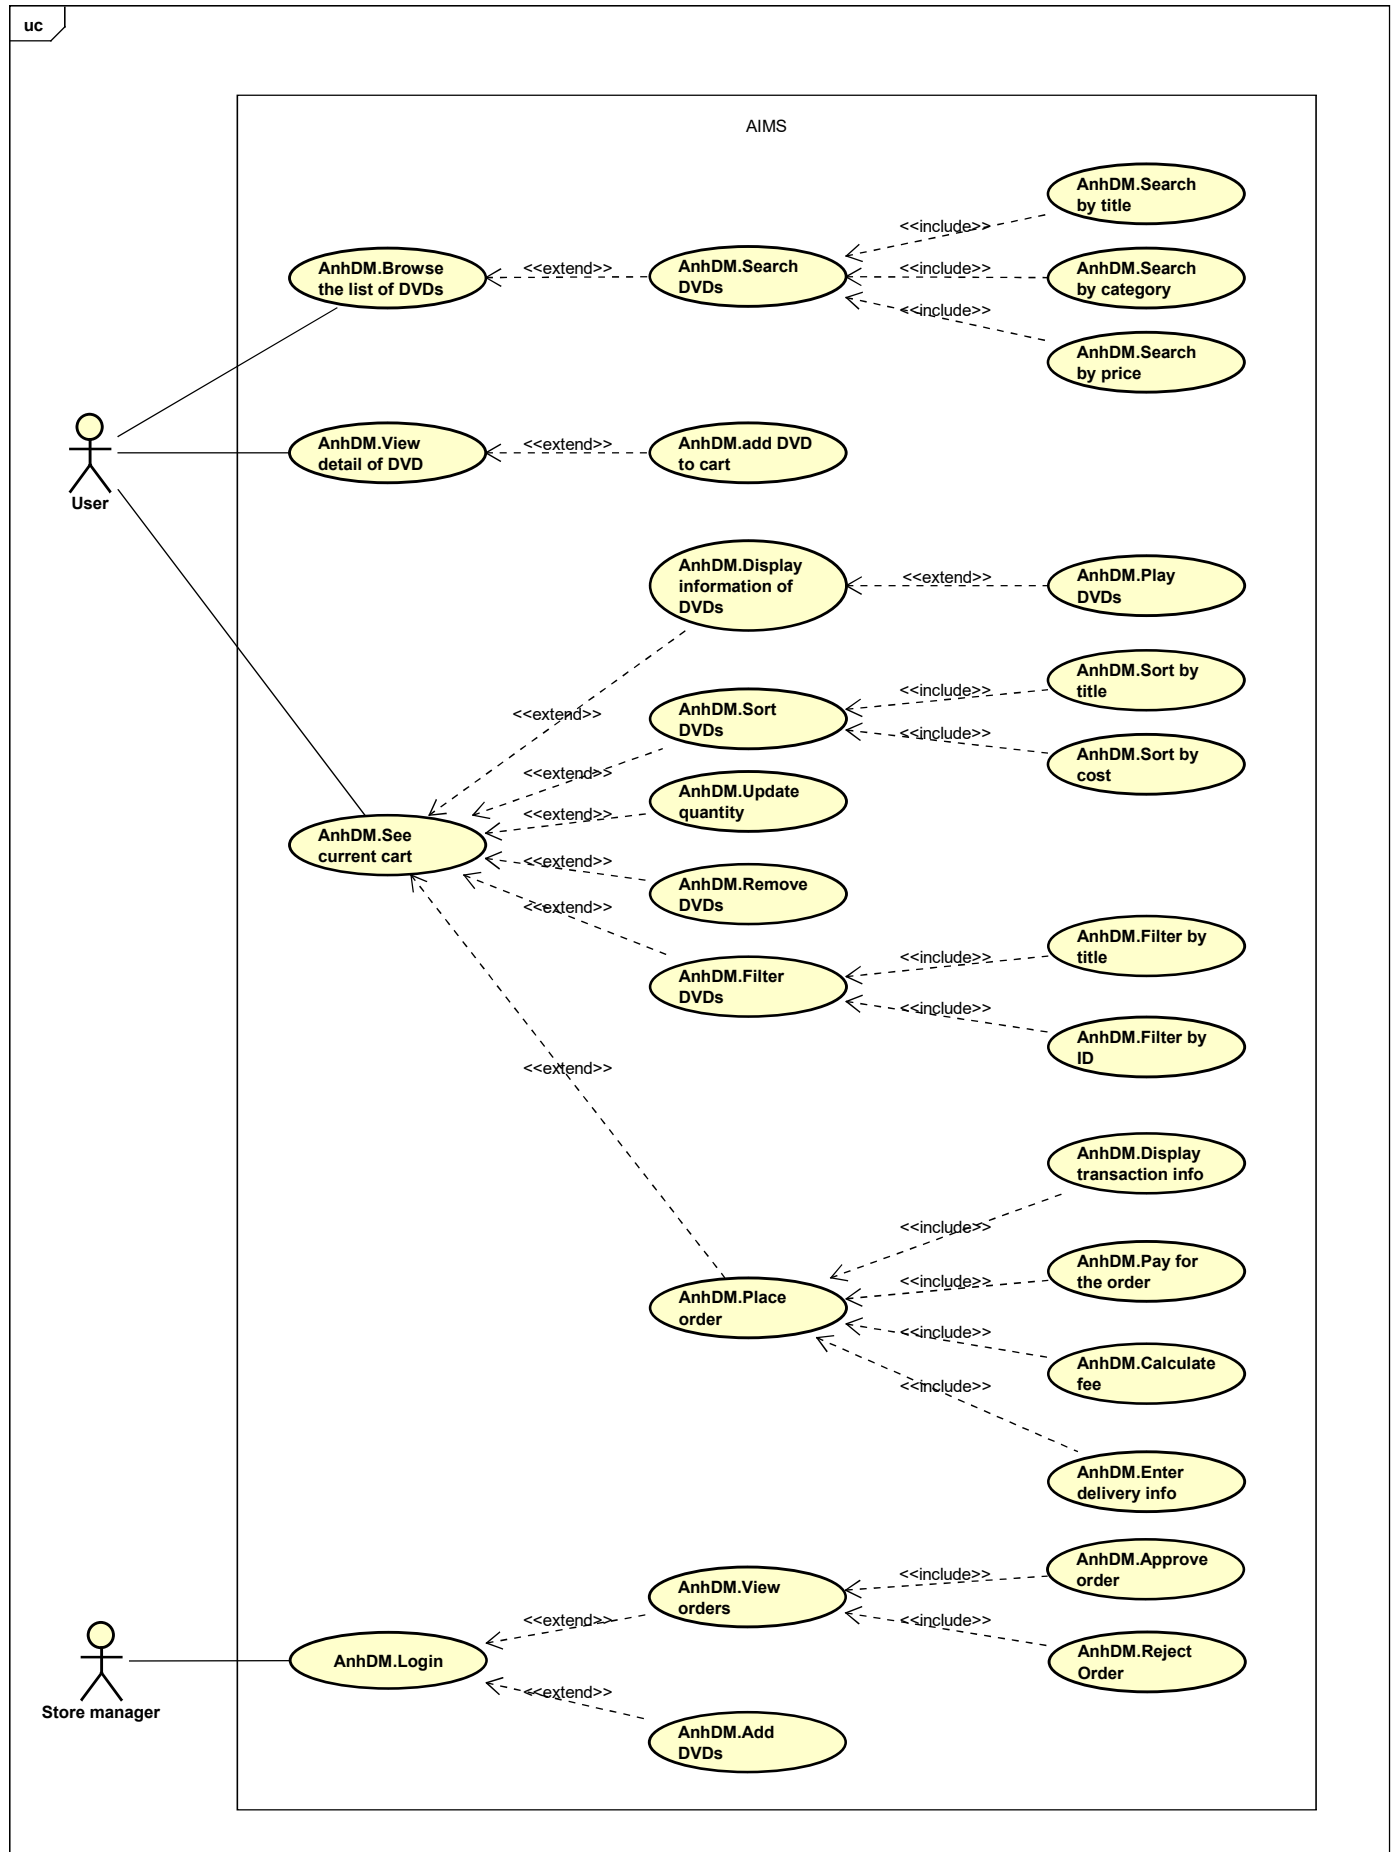 uc
AIMS
AnhDM.Search
by title
<<include>>
AnhDM.Browse
the list of DVDs
<<extend>>
AnhDM.Search
DVDs
<<include>>
AnhDM.Search
by category
<<include>>
AnhDM.Search
by price
User
AnhDM.View
detail of DVD
<<extend>>
AnhDM.add DVD
to cart
AnhDM.Display
information of
DVDs
<<extend>>
AnhDM.Play
DVDs
<<extend>>
AnhDM.Sort
DVDs
<<include>>
AnhDM.Sort by
title
<<include>>
AnhDM.Sort by
cost
<<extend>>
AnhDM.Update
quantity
<<extend>>
AnhDM.See
current cart
<<extend>>
AnhDM.Remove
DVDs
<<extend>>
AnhDM.Filter
DVDs
<<include>>
AnhDM.Filter by
title
<<include>>
AnhDM.Filter by
ID
<<extend>>
AnhDM.Display
transaction info
<<include>>
AnhDM.Place
order
<<include>>
AnhDM.Pay for
the order
<<include>>
AnhDM.Calculate
fee
<<include>>
AnhDM.Enter
delivery info
AnhDM.View
orders
<<include>>
AnhDM.Approve
order
<<include>>
AnhDM.Reject
Order
Store manager
AnhDM.Login
<<extend>>
<<extend>>
AnhDM.Add
DVDs